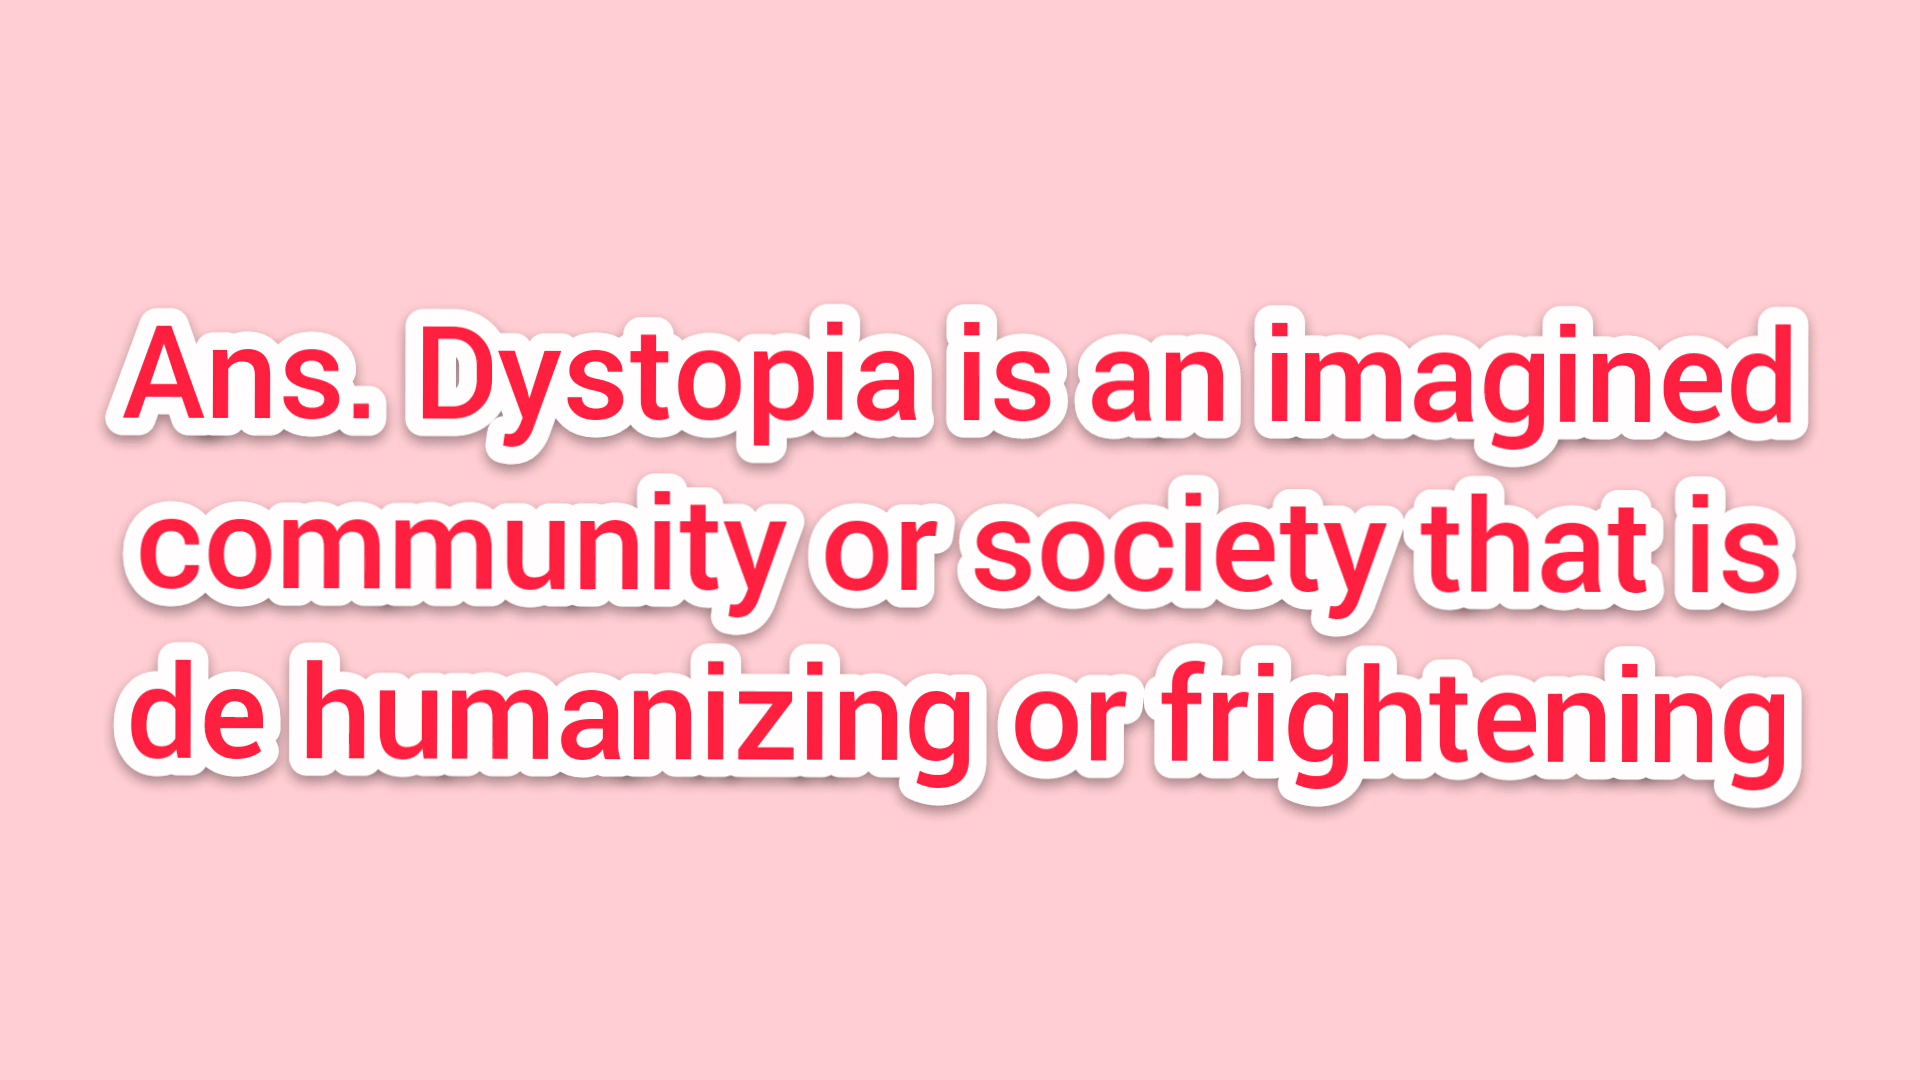 Ans. Dystopia is an imagined
community or society that is
de humanizing or frightening